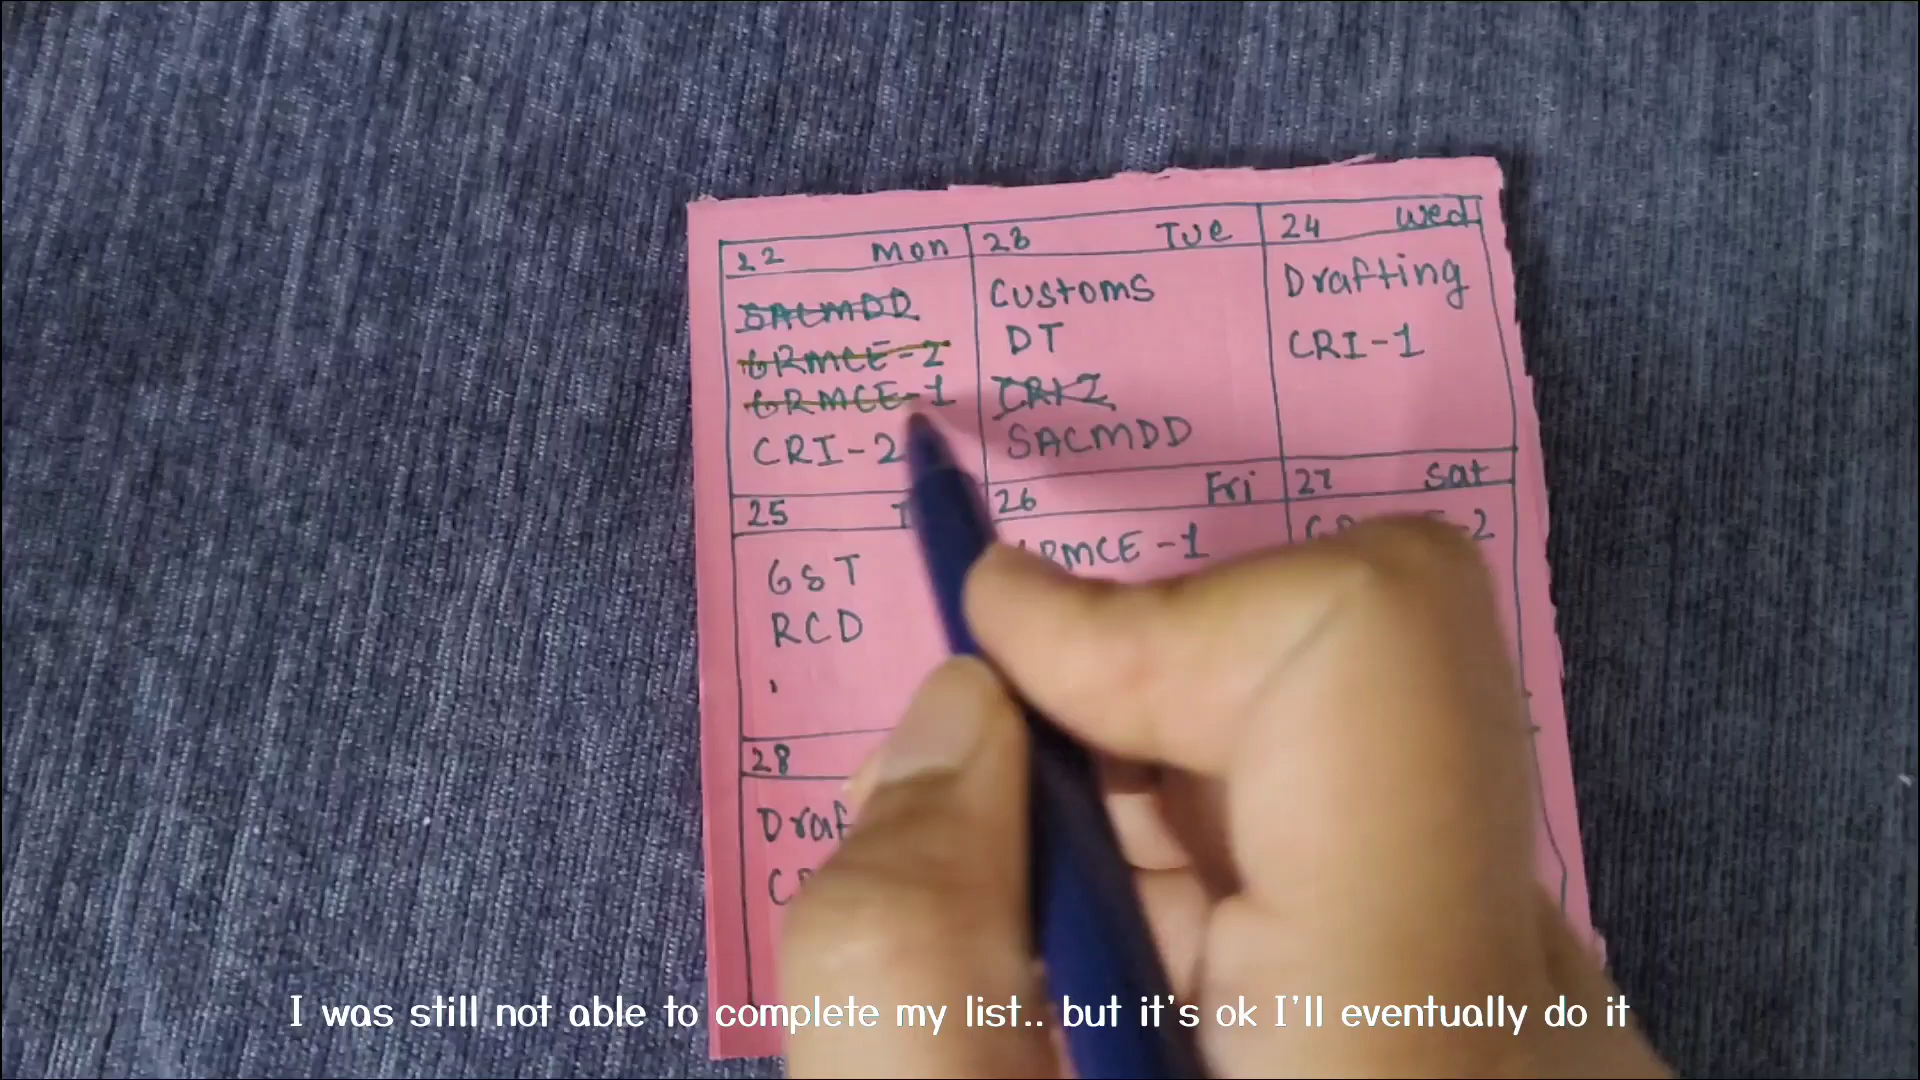 22 Mon
SACMDD
GRMCE-2
GRMCE-1
CRI-2
23 Tue
Customs
DT
SACMDD
24 Wed
Drafting
CRI-1
25
GST
RCD
26 Fri
GRMCE-1
27 Sat
28
I was still not able to complete my list.. but it's ok I'll eventually do it